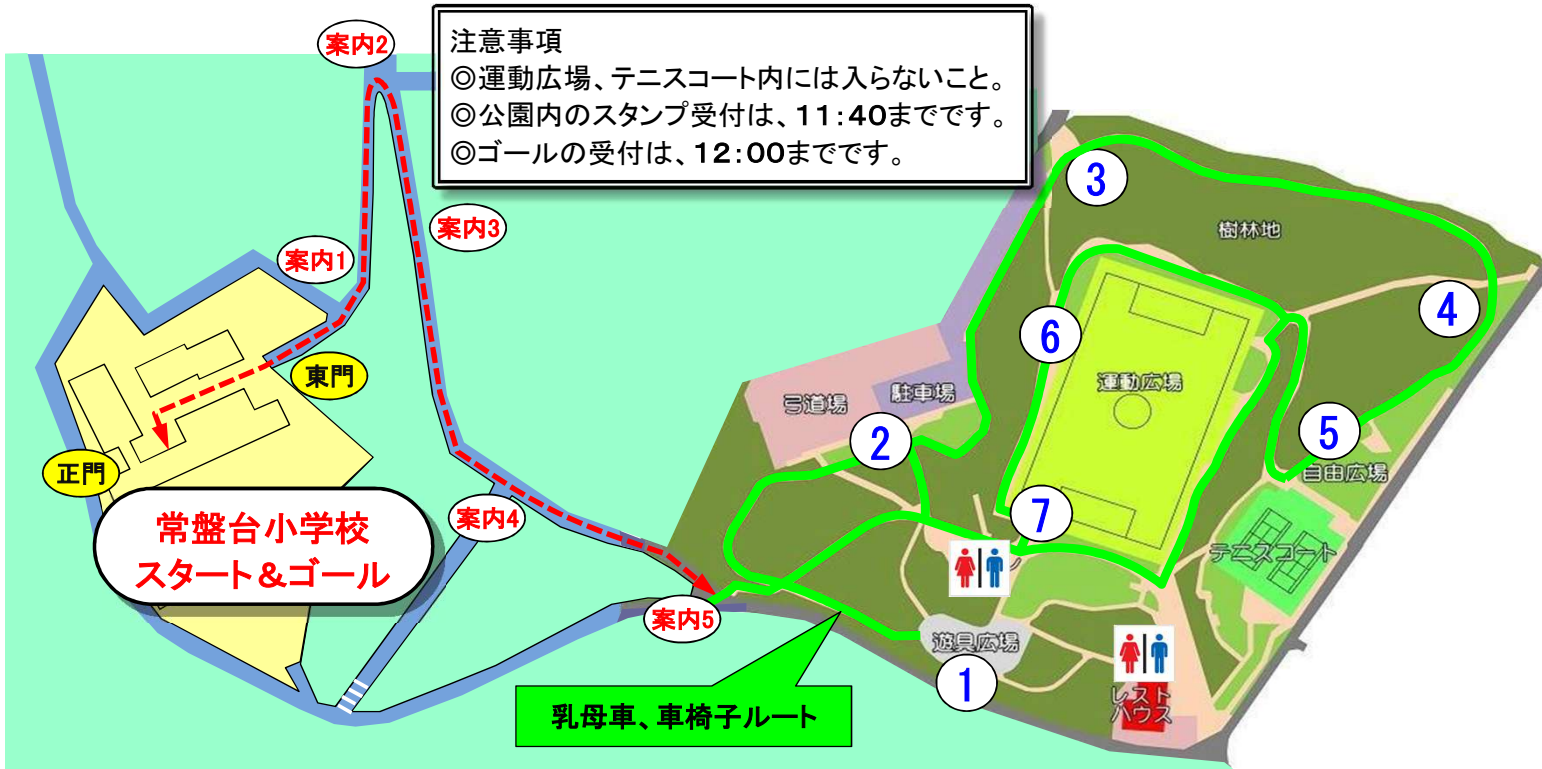 案内2
注意事項
◎運動広場、テニスコート内には入らないこと。
◎公園内のスタンプ受付は、11:40までです。
◎ゴールの受付は、12:00までです。
案内3
案内1
東門
正門
常盤台小学校
スタート&ゴール
案内4
案内5
乳母車、車椅子ルート
3
樹林地
4
6
運動広場
弓道場
駐車場
2
5
自由広場
7
テニスコート
遊具広場
1
レスト
ハウス